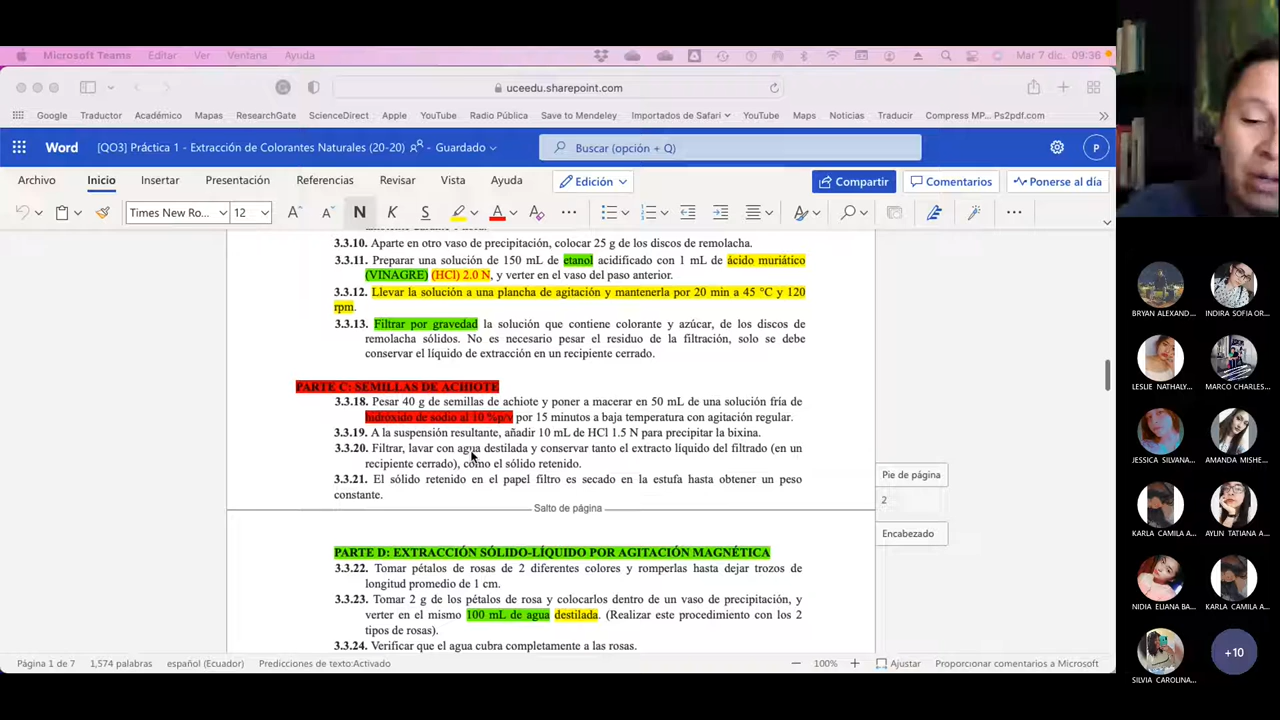 Microsoft Teams Editar Ver Ventana Ayuda Mar 7 dic. 09:36
uceedu.sharepoint.com
Google Traductor Académico Mapas ResearchGate ScienceDirect Apple YouTube Radio Pública Save to Mendeley Importados de Safari YouTube Maps Noticias Traducir Compress MP... Ps2pdf.com
Word [QO3] Práctica 1 - Extracción de Colorantes Naturales (20-20) - Guardado Buscar (opción + Q) P
Archivo Inicio Insertar Presentación Referencias Revisar Vista Ayuda Edición Compartir Comentarios Ponerse al día
Times New Ro... 12 N K S
3.3.10. Aparte en otro vaso de precipitación, colocar 25 g de los discos de remolacha.
3.3.11. Preparar una solución de 150 mL de etanol acidificado con 1 mL de ácido muriático
(VINAGRE) (HCl) 2.0 N, y verter en el vaso del paso anterior.
3.3.12. Llevar la solución a una plancha de agitación y mantenerla por 20 min a 45 °C y 120
rpm.
3.3.13. Filtrar por gravedad la solución que contiene colorante y azúcar, de los discos de
remolacha sólidos. No es necesario pesar el residuo de la filtración, solo se debe
conservar el líquido de extracción en un recipiente cerrado.
PARTE C: SEMILLAS DE ACHIOTE
3.3.18. Pesar 40 g de semillas de achiote y poner a macerar en 50 mL de una solución fría de
hidróxido de sodio al 10 %p/v por 15 minutos a baja temperatura con agitación regular.
3.3.19. A la suspensión resultante, añadir 10 mL de HCl 1.5 N para precipitar la bixina.
3.3.20. Filtrar, lavar con agua destilada y conservar tanto el extracto líquido del filtrado (en un
recipiente cerrado), como el sólido retenido.
3.3.21. El sólido retenido en el papel filtro es secado en la estufa hasta obtener un peso
constante.
Pie de página
2
Salto de página
Encabezado
PARTE D: EXTRACCIÓN SÓLIDO-LÍQUIDO POR AGITACIÓN MAGNÉTICA
3.3.22. Tomar pétalos de rosas de 2 diferentes colores y romperlas hasta dejar trozos de
longitud promedio de 1 cm.
3.3.23. Tomar 2 g de los pétalos de rosa y colocarlos dentro de un vaso de precipitación, y
verter en el mismo 100 mL de agua destilada. (Realizar este procedimiento con los 2
tipos de rosas).
3.3.24. Verificar que el agua cubra completamente a las rosas.
Página 1 de 7 1,574 palabras español (Ecuador) Predicciones de texto:Activado 100% Ajustar Proporcionar comentarios a Microsoft
BRYAN ALEXAND... INDIRA SOFIA OR...
LESLIE NATHALY... MARCO CHARLES...
JESSICA SILVANA... AMANDA MISHE...
KARLA CAMILA A... AYLIN TATIANA ...
NIDIA ELIANA BA... KARLA CAMILA A...
SILVIA CAROLINA... +10